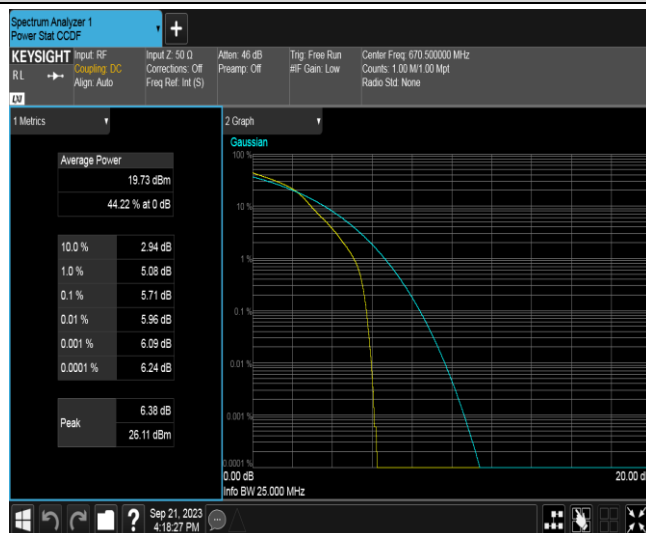 Spectrum Analyzer 1
Power Stat CCDF
KEYSIGHT
RL
LXI
Input: RF
Coupling: DC
Align: Auto
Input Z: 50 Ω
Corrections: Off
Freq Ref: Int (S)
Atten: 46 dB
Preamp: Off
Trig: Free Run
#IF Gain: Low
Center Freq: 670.500000 MHz
Counts: 1.00 M/1.00 Mpt
Radio Std: None
1 Metrics
Average Power
19.73 dBm
44.22 % at 0 dB
10.0 % 2.94 dB
1.0 % 5.08 dB
0.1 % 5.71 dB
0.01 % 5.96 dB
0.001 % 6.09 dB
0.0001 % 6.24 dB
Peak
6.38 dB
26.11 dBm
2 Graph
Gaussian
100 %
10 %
1 %
0.1 %
0.01 %
0.001 %
0.0001 %
0.00 dB
20.00 d
Info BW 25.000 MHz
?
Sep 21, 2023
4:18:27 PM